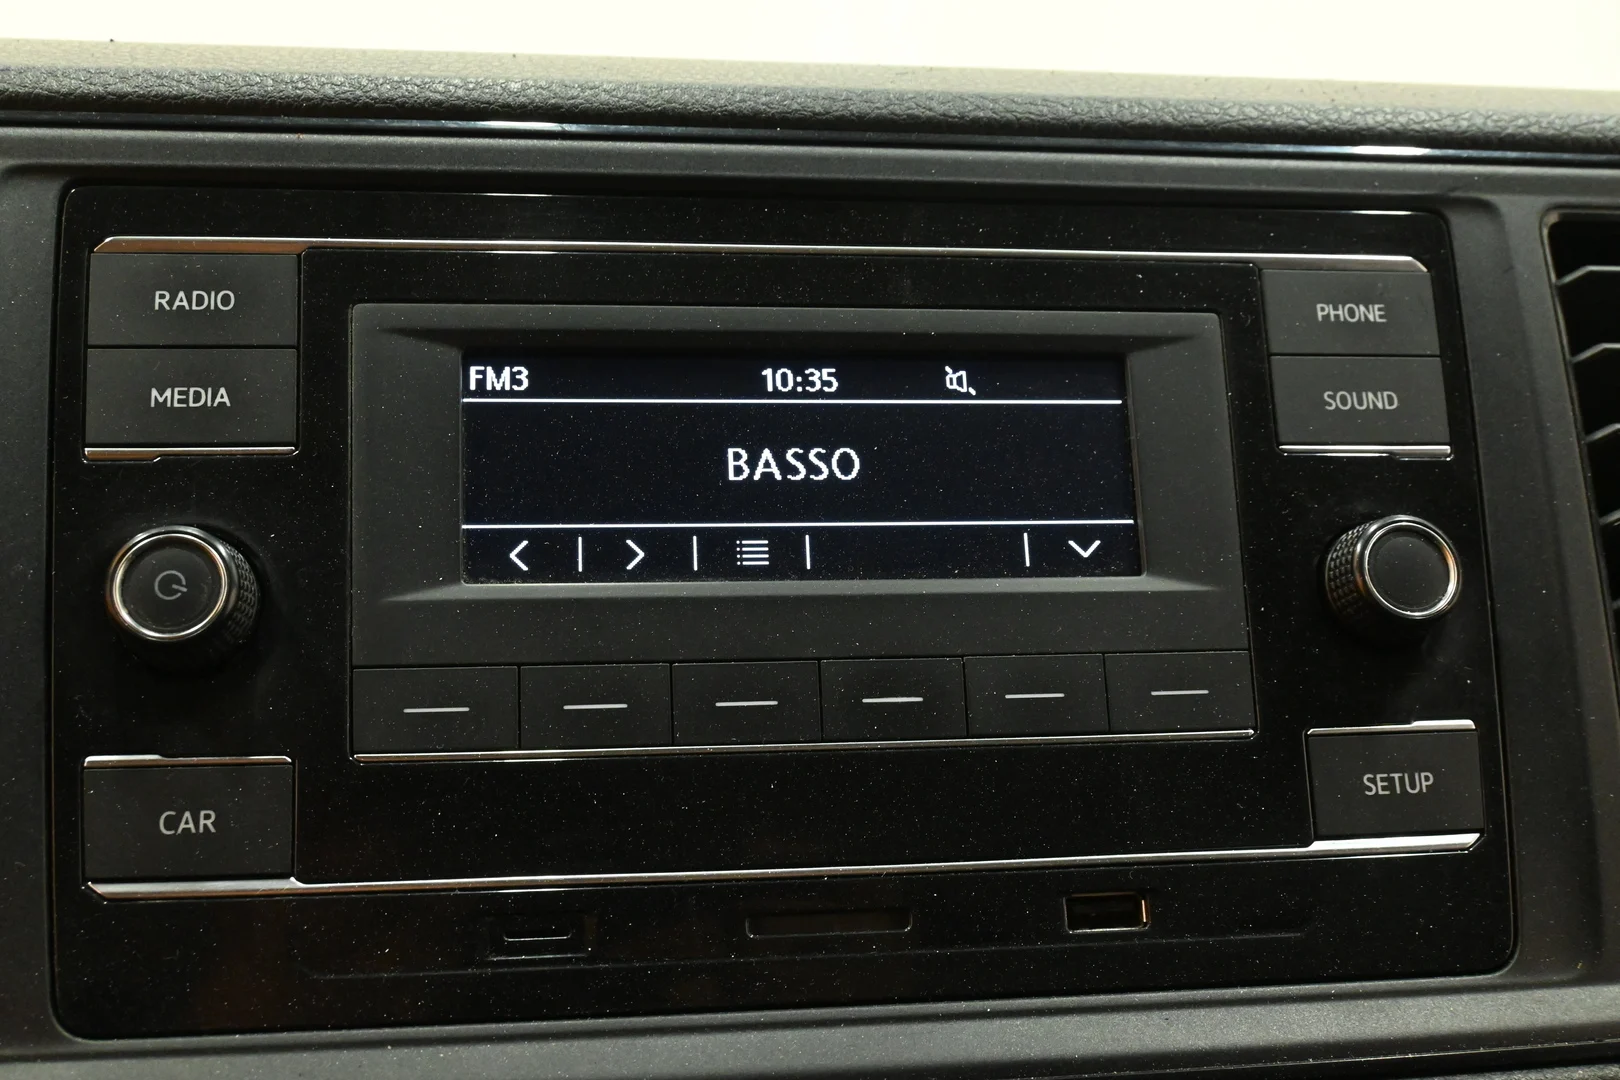 RADIO
MEDIA
FM3 10:35
BASSO
PHONE
SOUND
CAR
SETUP